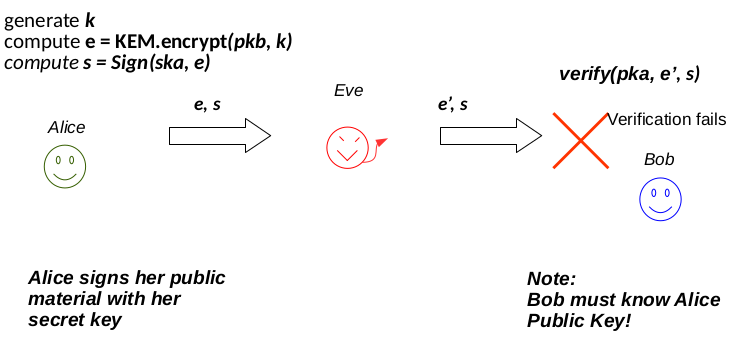 generate k
compute e = KEM.encrypt(pkb, k)
compute s = Sign(ska, e)
verify(pka, e’, s)
Eve
e, s
e’, s
Verification fails
Alice
Bob
Alice signs her public
material with her
secret key
Note:
Bob must know Alice
Public Key!